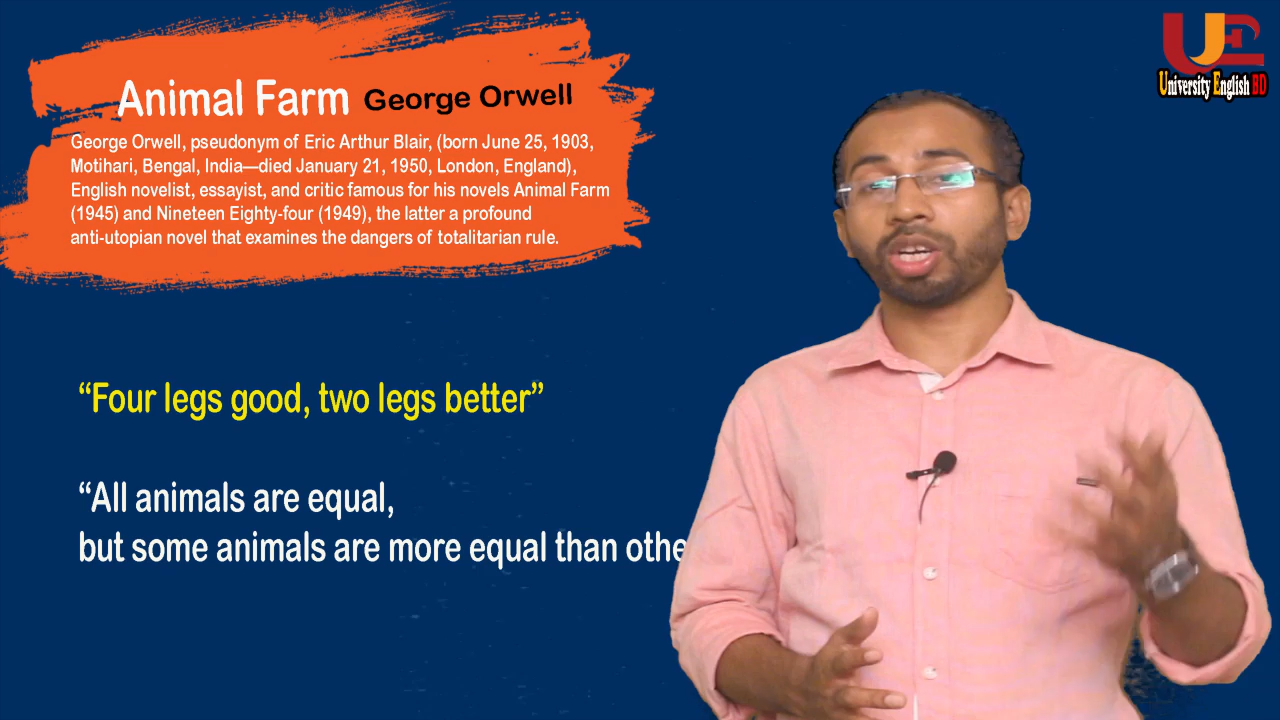 UE
University English BD
Animal Farm George Orwell
George Orwell, pseudonym of Eric Arthur Blair, (born June 25, 1903,
Motihari, Bengal, India—died January 21, 1950, London, England),
English novelist, essayist, and critic famous for his novels Animal Farm
(1945) and Nineteen Eighty-four (1949), the latter a profound
anti-utopian novel that examines the dangers of totalitarian rule.
“Four legs good, two legs better”
“All animals are equal,
but some animals are more equal than othe